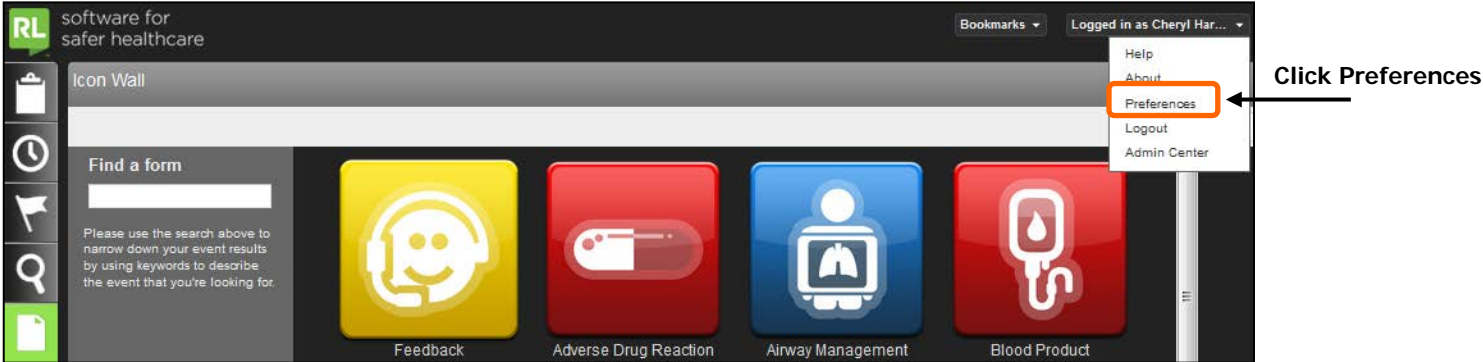 RL
software for
safer healthcare
Bookmarks
Logged in as Cheryl Har...
Help
About
Preferences
Logout
Admin Center
Click Preferences
Icon Wall
Find a form
Please use the search above to
narrow down your event results
by using keywords to describe
the event that you're looking for.
Feedback
Adverse Drug Reaction
Airway Management
Blood Product